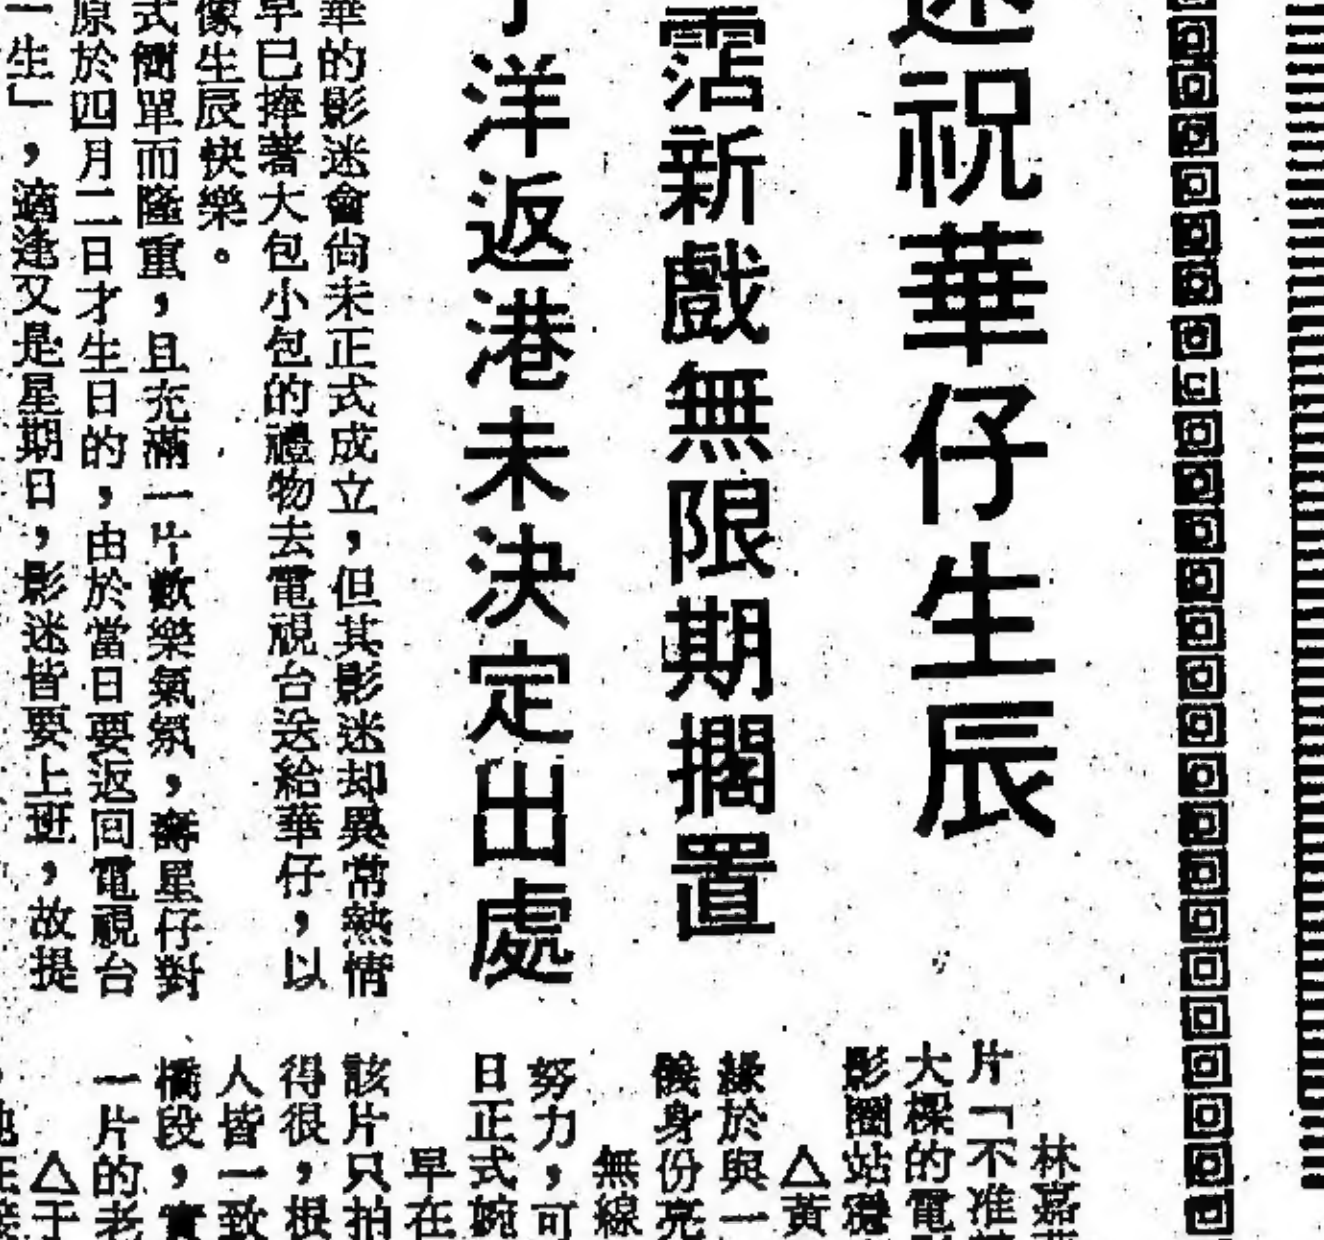 迷祝華仔生辰
霑新戲無限期擱置
洋返港未決定出處
華的影迷會尚未正式成立，但其影迷却異常熱情
早已捧著大包小包的禮物去電視台送給華仔，以
像生辰快樂。
式簡單而隆重，且充滿一片歡樂氣氛，壽星仔對
原於四月二日才生日的，由於當日要返回電視台
一生」，適逢又是星期日，影迷皆要上班，故提
林嘉
片「不准
大樑的電
影圈站
△黃
緣於與一
份亮
無線
努力，可
日正式婉
早在
該片只拍
得很，根
人皆一致
橋段，實
一片的老
△于